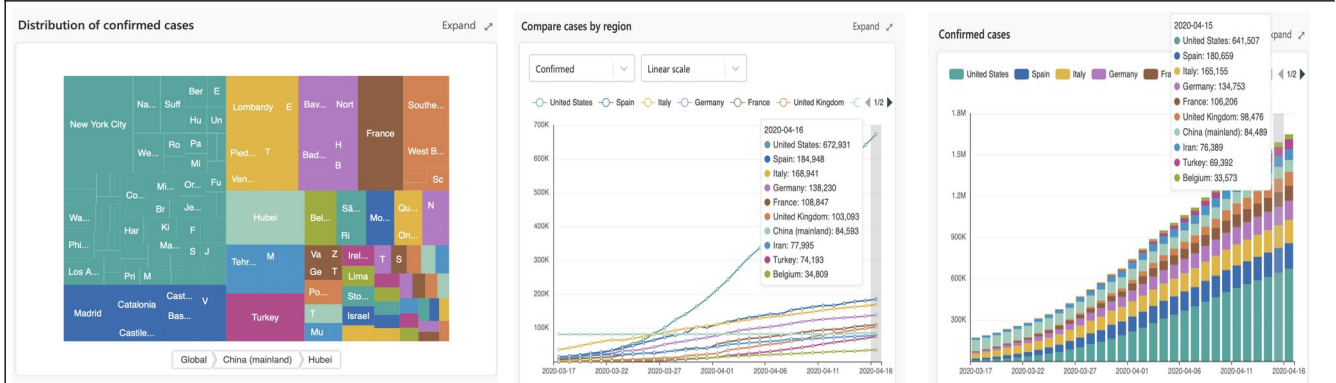 Distribution of confirmed cases
Expand
New York City
Na...
Suff
Ber
E
Hu
Un
We...
Ro
Pa
Mi
Co...
Mi...
Or...
Fu
Br
Je...
Wa...
Har
Ki
F
Phi...
Ma...
S
J
Los A...
Pri
M
Madrid
Catalonia
Cast...
V
Bas...
Castile...
Lombardy
E
Pied...
T
Ven...
Bav...
Nort
Bad...
H
B
France
Southe...
West B...
Sc
Hubei
Bel...
Sã...
Ri
Mo...
Qu...
On...
N
Tehr...
M
Turkey
Va
Z
Ge
T
Irel...
T
S
Lima
Po...
Sto...
T
Israel
Mu
Global
China (mainland)
Hubei
Compare cases by region
Expand
Confirmed
Linear scale
United States
Spain
Italy
Germany
France
United Kingdom
1/2
700K
600K
500K
400K
300K
200K
100K
2020-04-16
United States: 672,931
Spain: 184,948
Italy: 168,941
Germany: 138,230
France: 108,847
United Kingdom: 103,093
China (mainland): 84,593
Iran: 77,995
Turkey: 74,193
Belgium: 34,809
2020-03-17
2020-03-22
2020-03-27
2020-04-01
2020-04-06
2020-04-11
2020-04-16
Confirmed cases
xpand
United States
Spain
Italy
Germany
Fra
1/2
2020-04-15
United States: 641,507
Spain: 180,659
Italy: 165,155
Germany: 134,753
France: 106,206
United Kingdom: 98,476
China (mainland): 84,489
Iran: 76,389
Turkey: 69,392
Belgium: 33,573
1.8M
1.5M
1.2M
900K
600K
300K
2020-03-17
2020-03-22
2020-03-27
2020-04-01
2020-04-06
2020-04-11
2020-04-16